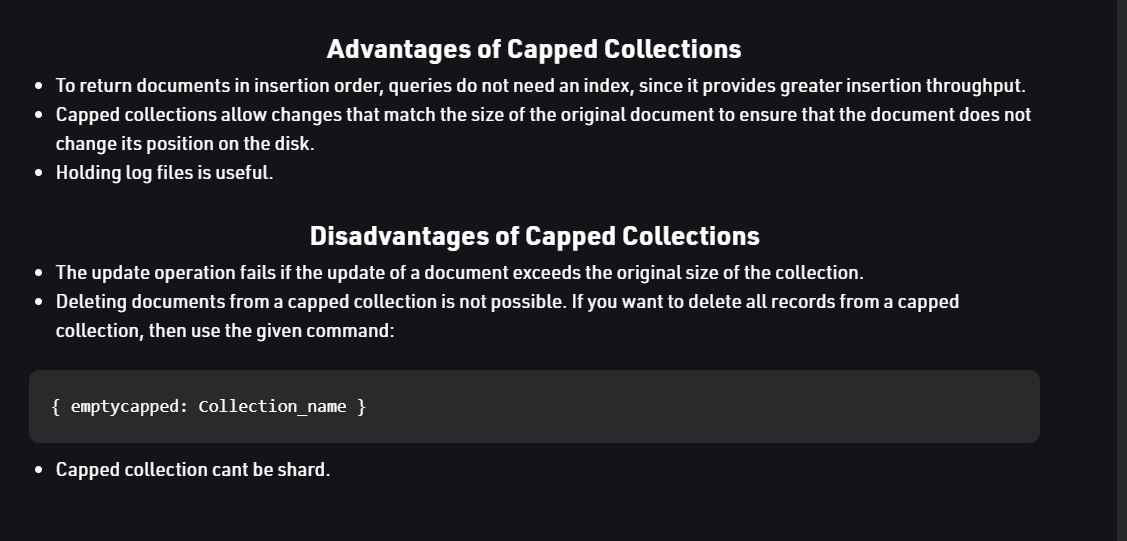 Advantages of Capped Collections
• To return documents in insertion order, queries do not need an index, since it provides greater insertion throughput.
• Capped collections allow changes that match the size of the original document to ensure that the document does not
change its position on the disk.
• Holding log files is useful.
Disadvantages of Capped Collections
• The update operation fails if the update of a document exceeds the original size of the collection.
• Deleting documents from a capped collection is not possible. If you want to delete all records from a capped
collection, then use the given command:
{ emptycapped: Collection_name }
• Capped collection cant be shard.